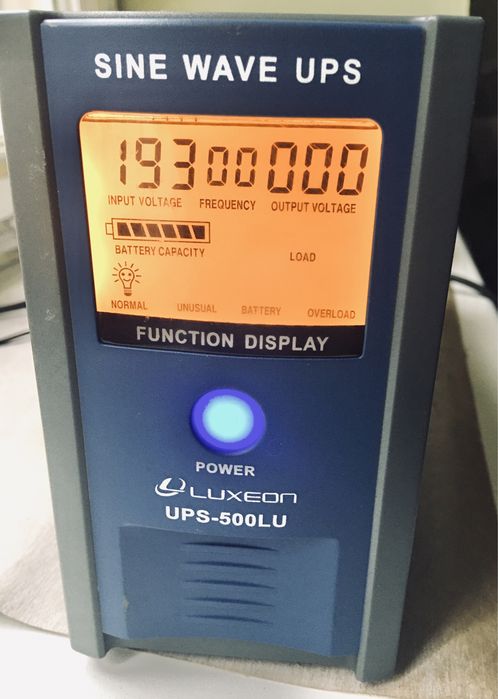 SINE WAVE UPS
193 00 000
INPUT VOLTAGE FREQUENCY OUTPUT VOLTAGE
BATTERY CAPACITY LOAD
NORMAL UNUSUAL BATTERY OVERLOAD
FUNCTION DISPLAY
POWER
LUXEON
UPS-500LU